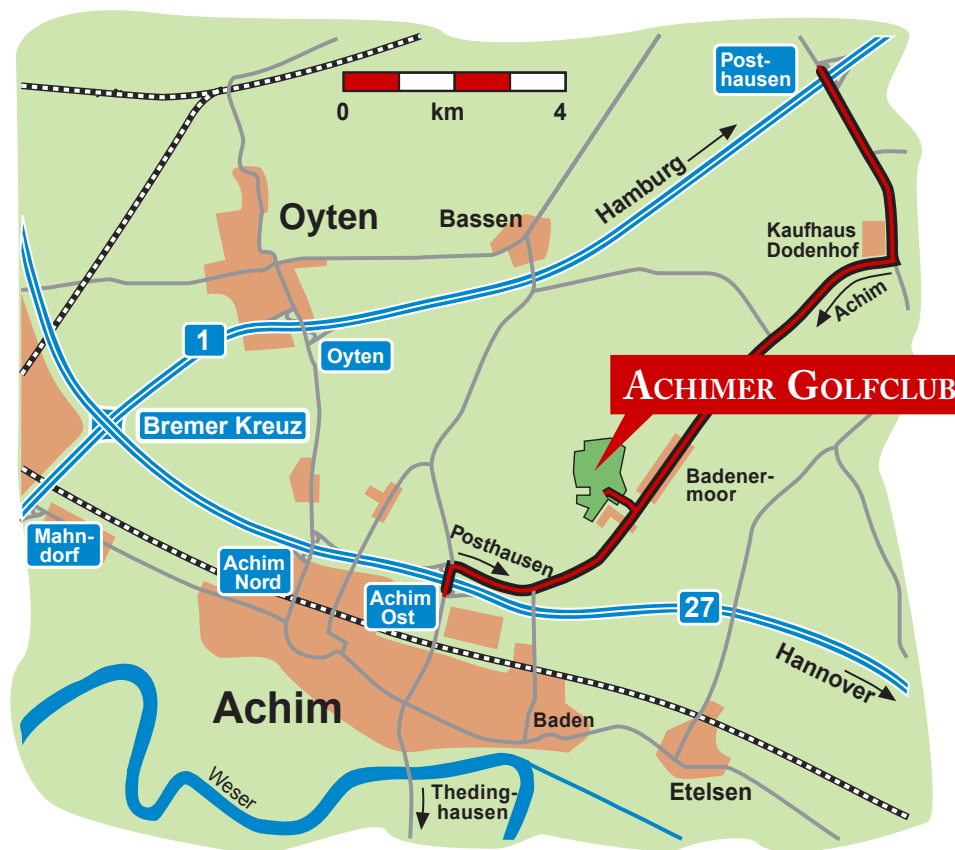 Post-
hausen
0 km 4
Hamburg
Oyten
Bassen
Kaufhaus
Dodenhof
Achim
1
Oyten
ACHIMER GOLFCLUB
Bremer Kreuz
Badener-
moor
Mahn-
dorf
Posthausen
Achim
Nord
Achim
Ost
27
Hannover
Achim
Baden
Weser
Theding-
hausen
Etelsen